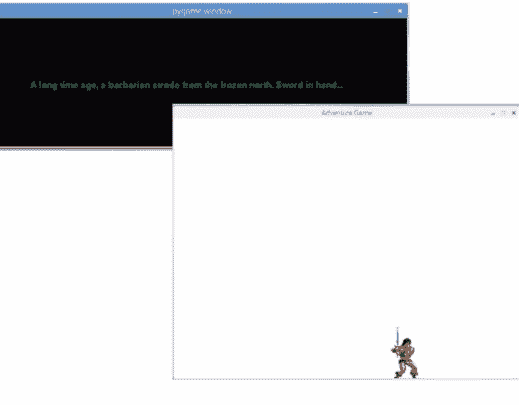 pygame window
A long time ago, a barbarian strode from the frozen north. Sword in hand...
Adventure Game